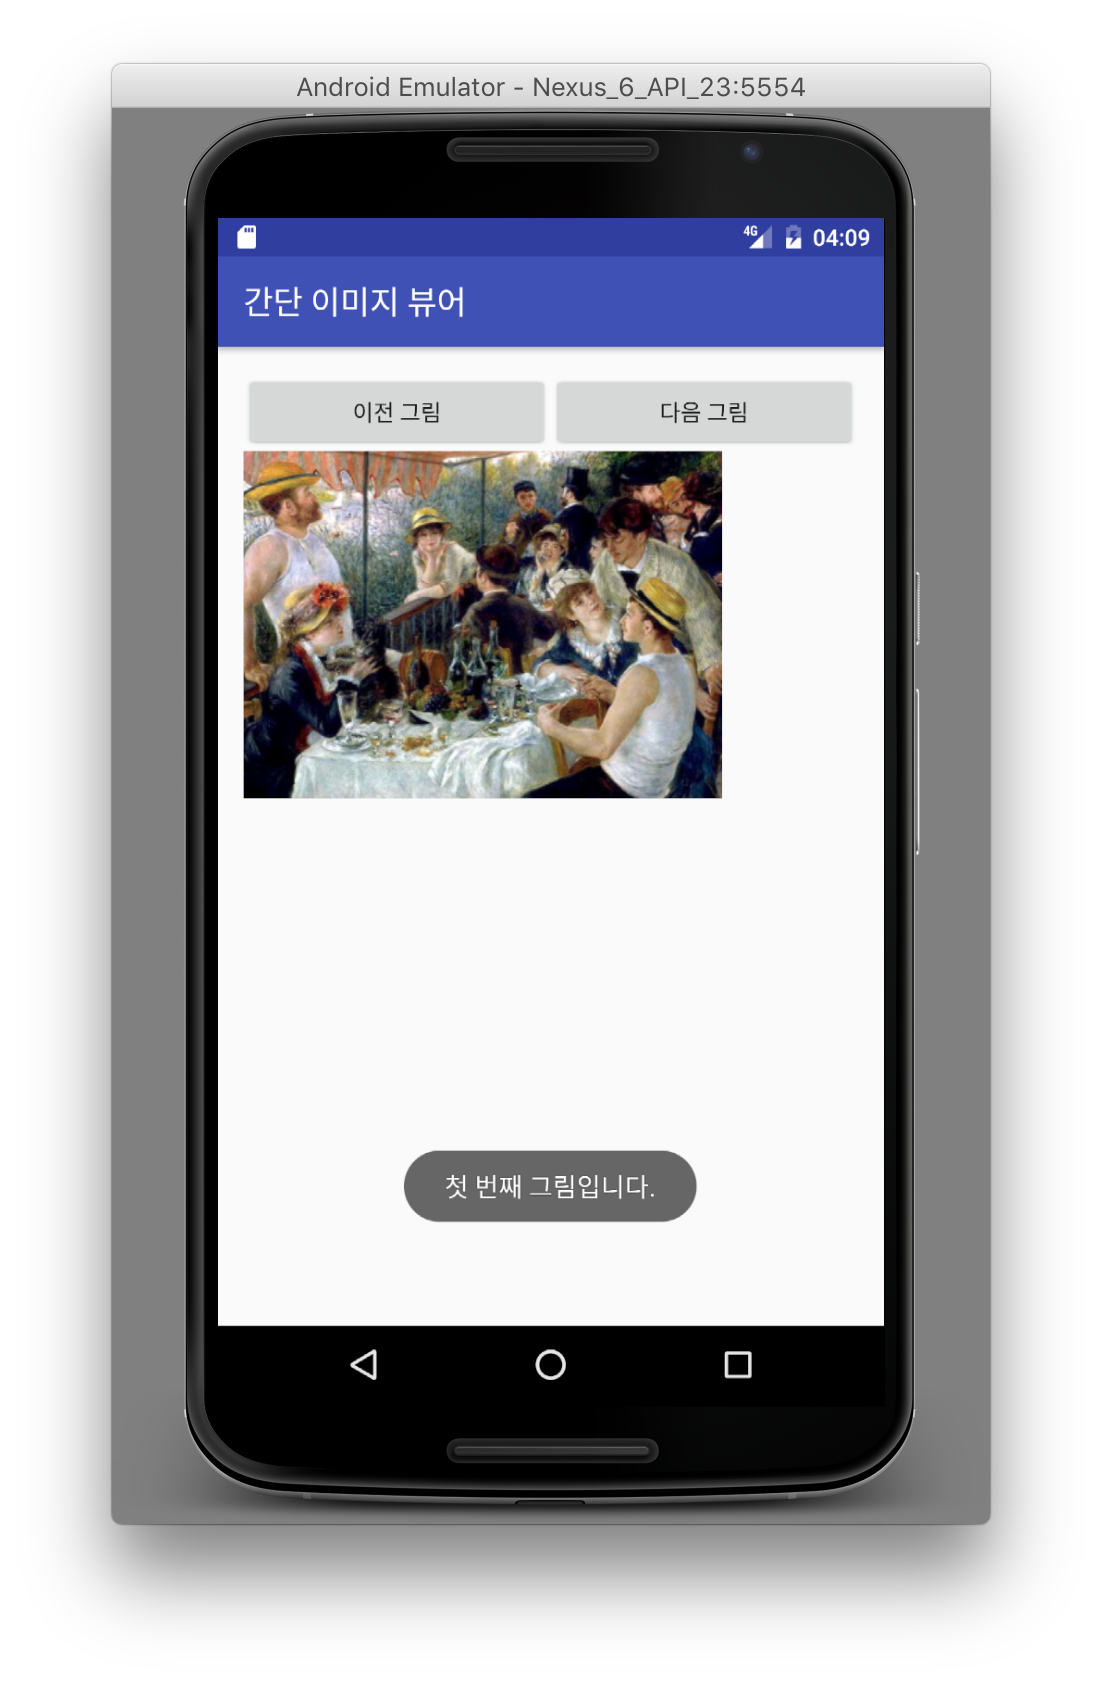 Android Emulator - Nexus_6_API_23:5554
4G 04:09
간단 이미지 뷰어
이전 그림 다음 그림
첫 번째 그림입니다.